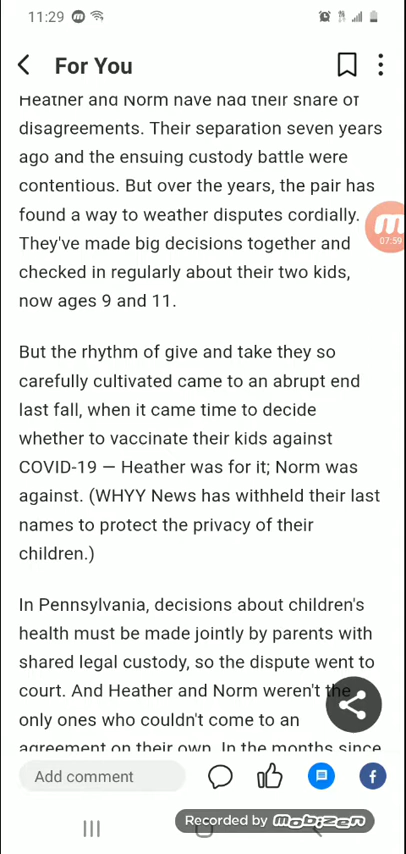 11:29
For You
Heather and Norm have had their share of
disagreements. Their separation seven years
ago and the ensuing custody battle were
contentious. But over the years, the pair has
found a way to weather disputes cordially.
They've made big decisions together and
checked in regularly about their two kids,
now ages 9 and 11.
07:59
But the rhythm of give and take they so
carefully cultivated came to an abrupt end
last fall, when it came time to decide
whether to vaccinate their kids against
COVID-19 — Heather was for it; Norm was
against. (WHYY News has withheld their last
names to protect the privacy of their
children.)
In Pennsylvania, decisions about children's
health must be made jointly by parents with
shared legal custody, so the dispute went to
court. And Heather and Norm weren't the
only ones who couldn't come to an
agreement on their own. In the months since
Add comment
Recorded by mobizen